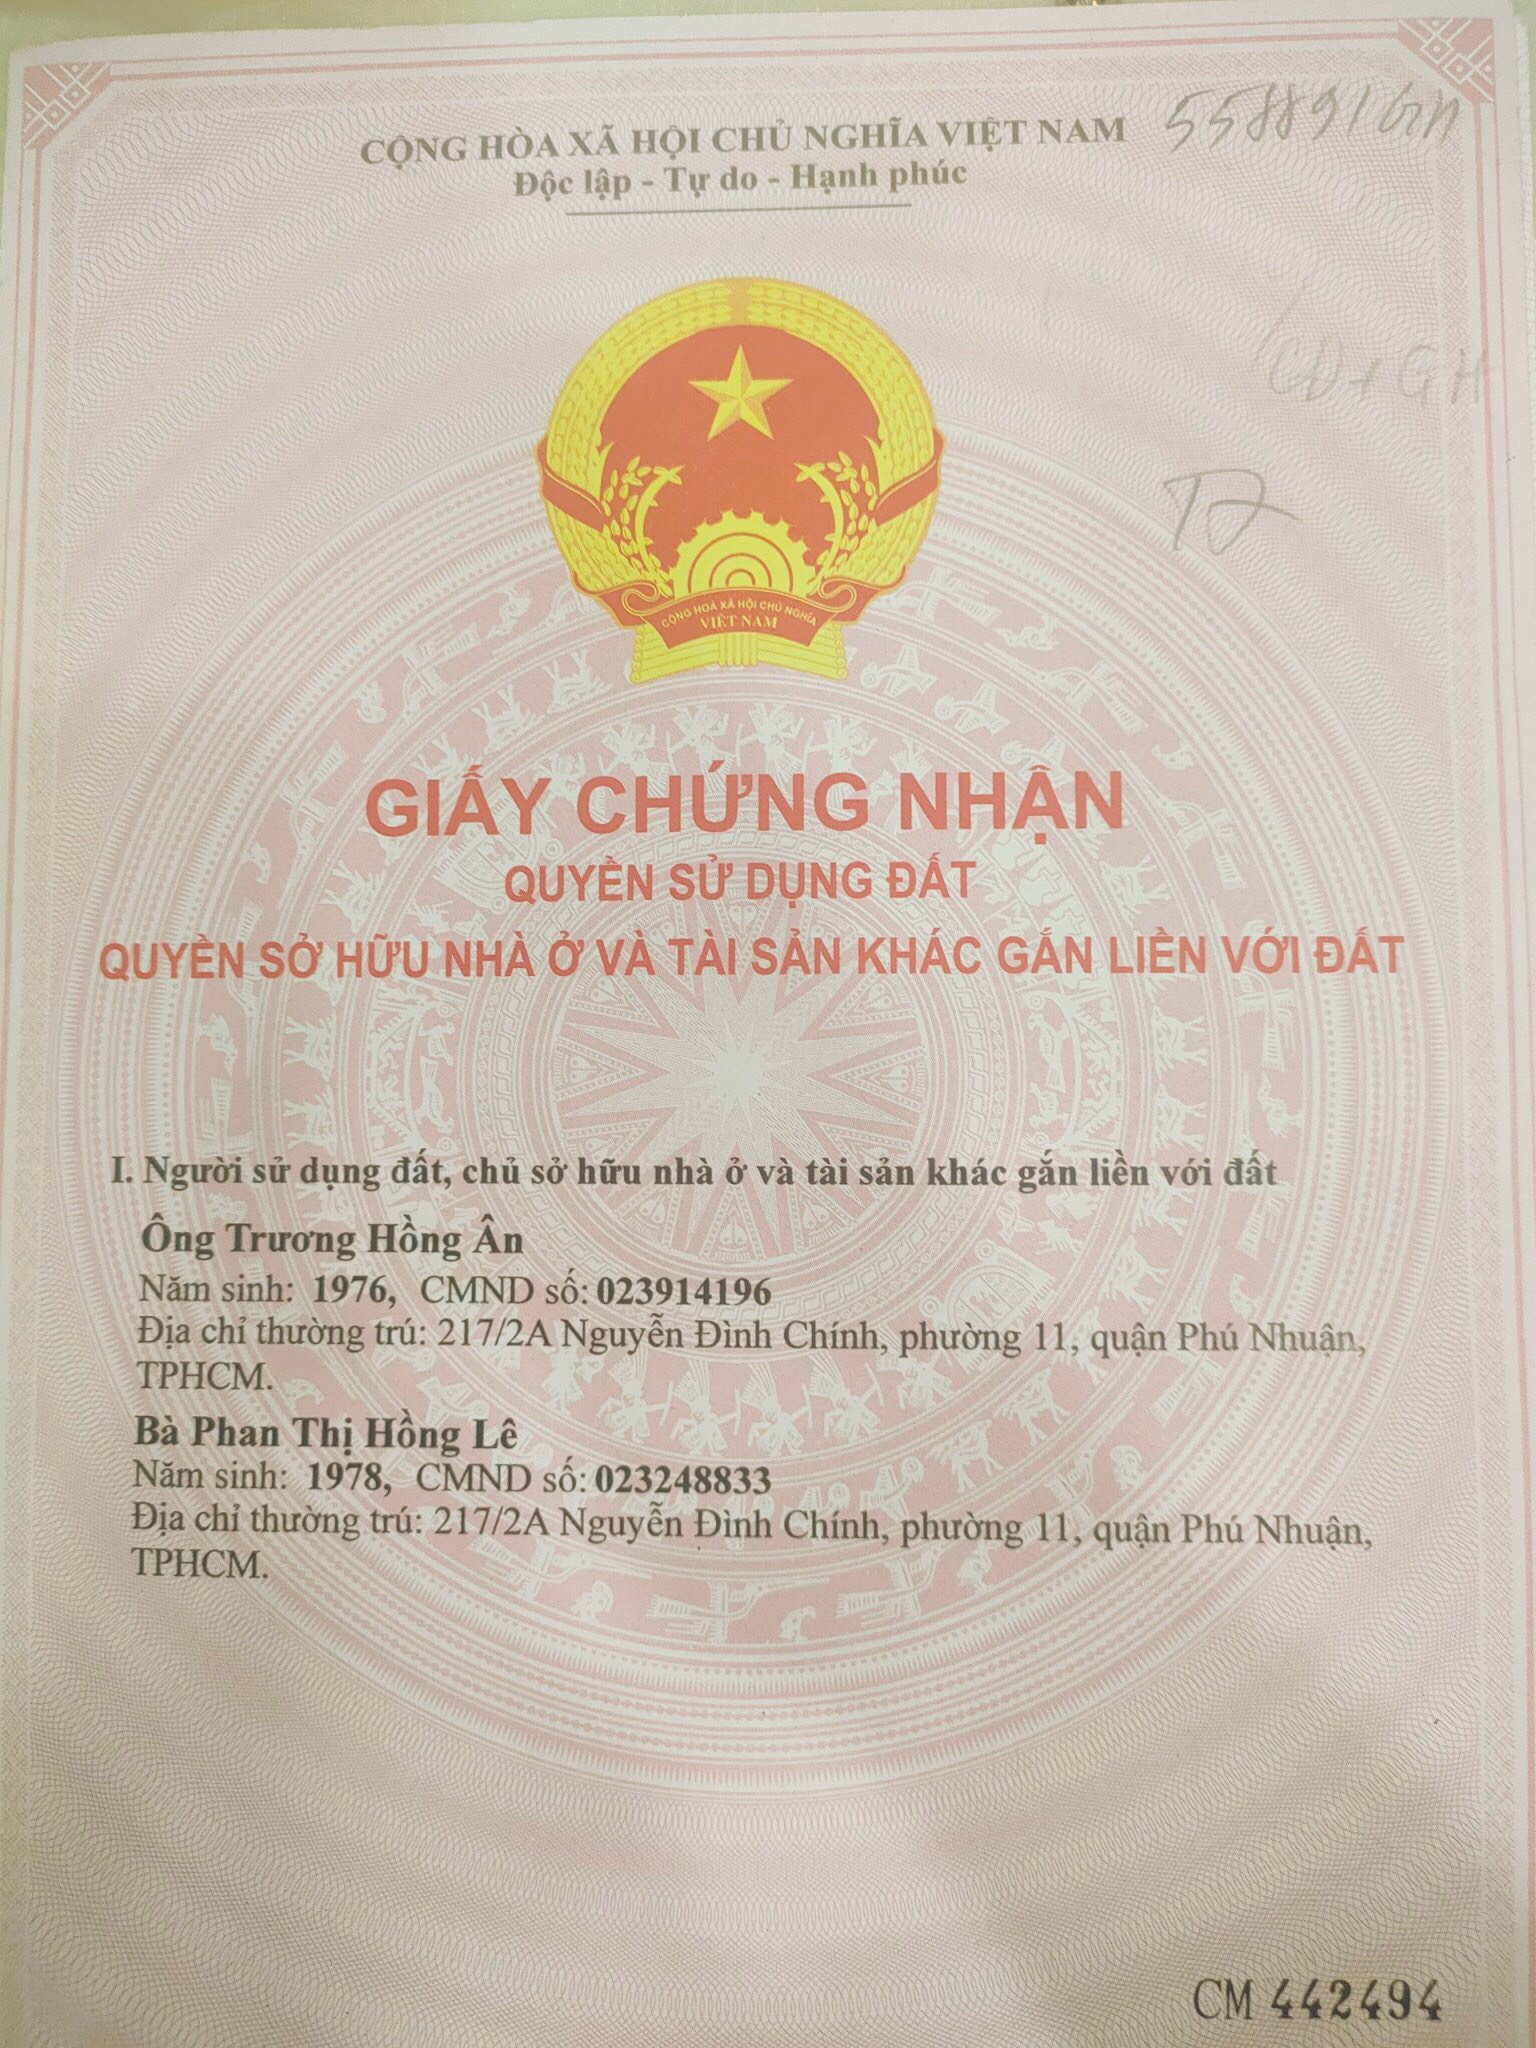 CỘNG HÒA XÃ HỘI CHỦ NGHĨA VIỆT NAM
Độc lập - Tự do - Hạnh phúc
CỘNG HOÀ XÃ HỘI CHỦ NGHĨA
VIỆT NAM
GIẤY CHỨNG NHẬN
QUYỀN SỬ DỤNG ĐẤT
QUYỀN SỞ HỮU NHÀ Ở VÀ TÀI SẢN KHÁC GẮN LIỀN VỚI ĐẤT
I. Người sử dụng đất, chủ sở hữu nhà ở và tài sản khác gắn liền với đất
Ông Trương Hồng Ân
Năm sinh: 1976, CMND số: 023914196
Địa chỉ thường trú: 217/2A Nguyễn Đình Chính, phường 11, quận Phú Nhuận,
TPHCM.
Bà Phan Thị Hồng Lê
Năm sinh: 1978, CMND số: 023248833
Địa chỉ thường trú: 217/2A Nguyễn Đình Chính, phường 11, quận Phú Nhuận,
TPHCM.
CM 442494